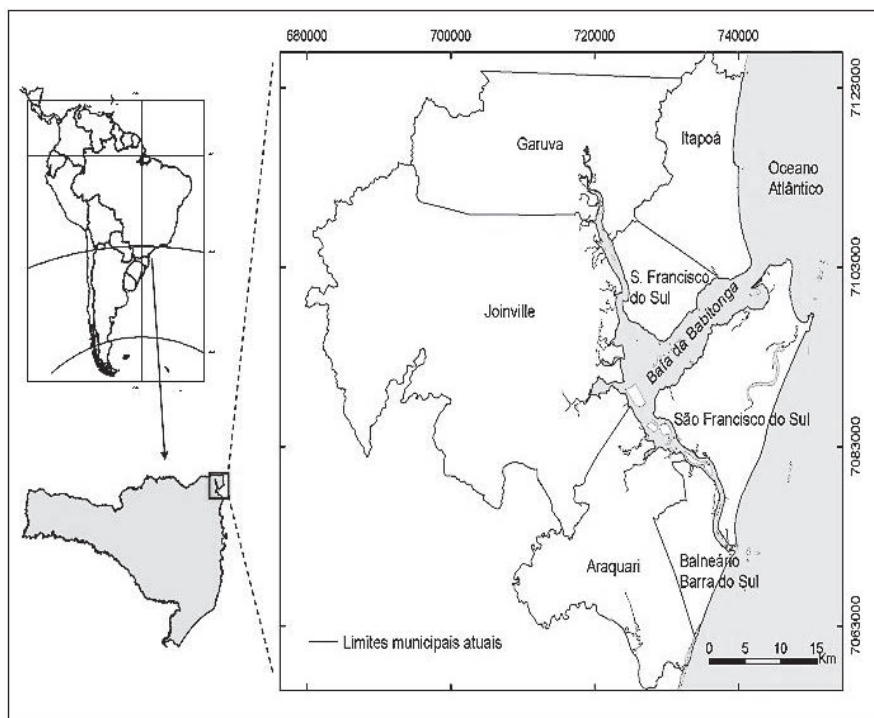 680000
700000
720000
740000
7123000
Garuva
Itapoá
Oceano
Atlântico
7103000
S. Francisco
do Sul
Joinville
Baía da Babitonga
São Francisco do Sul
7083000
Araquari
Balneário
Barra do Sul
7063000
Limites municipais atuais
0 5 10 15
Km